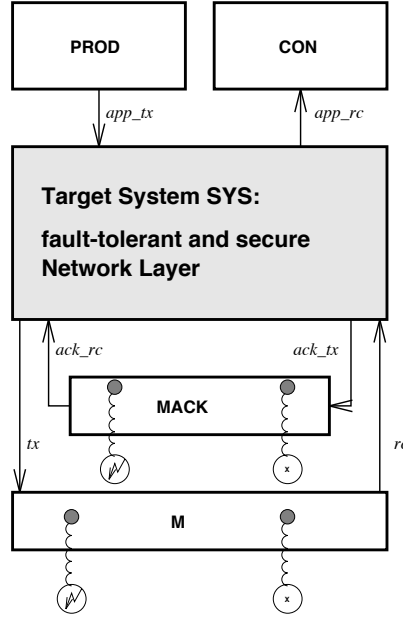 PROD
CON
app_tx
app_rc
Target System SYS:
fault-tolerant and secure
Network Layer
ack_rc
ack_tx
MACK
tx
x
M
x